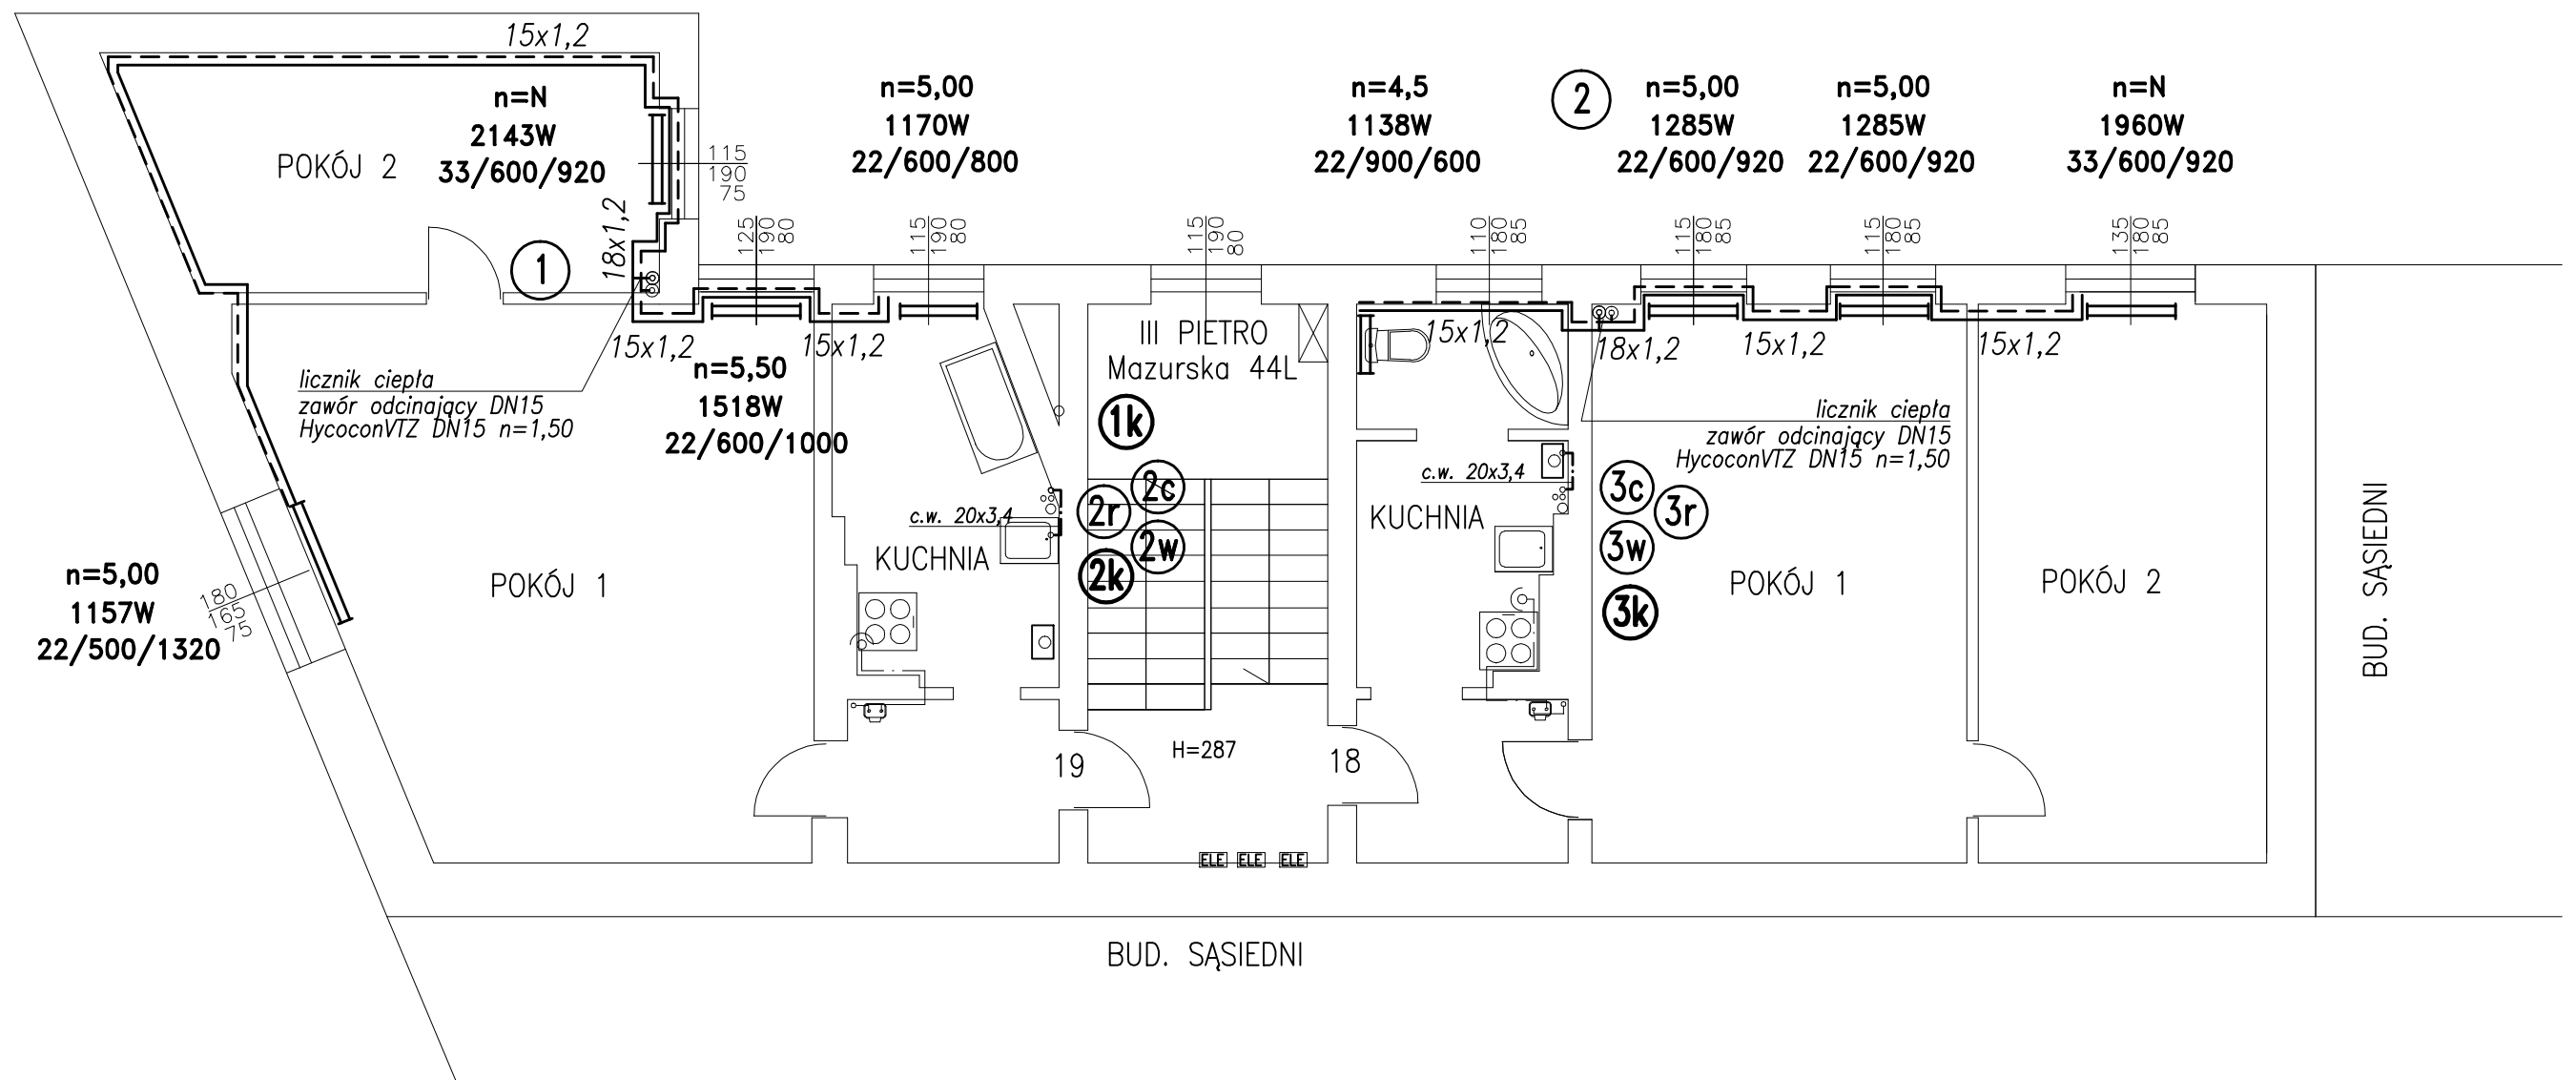 15x1,2
n=N
2143W
33/600/920
POKÓJ 2
115
190
75
18x1,2
1
n=5,00
1170W
22/600/800
n=4,5
1138W
22/900/600
2
n=5,00
1285W
22/600/920
n=5,00
1285W
22/600/920
n=N
1960W
33/600/920
125
190
80
115
190
80
115
190
80
110
180
85
115
180
85
115
180
85
135
180
85
15x1,2
15x1,2
III PIETRO
Mazurska 44L
15x1,2
18x1,2
15x1,2
15x1,2
licznik ciepła
zawór odcinający DN15
HycoconVTZ DN15 n=1,50
n=5,50
1518W
22/600/1000
licznik ciepła
zawór odcinający DN15
HycoconVTZ DN15 n=1,50
1k
2c
2r
2w
2k
c.w. 20x3,4
KUCHNIA
c.w. 20x3,4
KUCHNIA
3c
3r
3w
3k
n=5,00
1157W
22/500/1320
180
165
75
POKÓJ 1
POKÓJ 1
POKÓJ 2
BUD. SĄSIEDNI
19
H=287
18
ELE ELE ELE
BUD. SĄSIEDNI